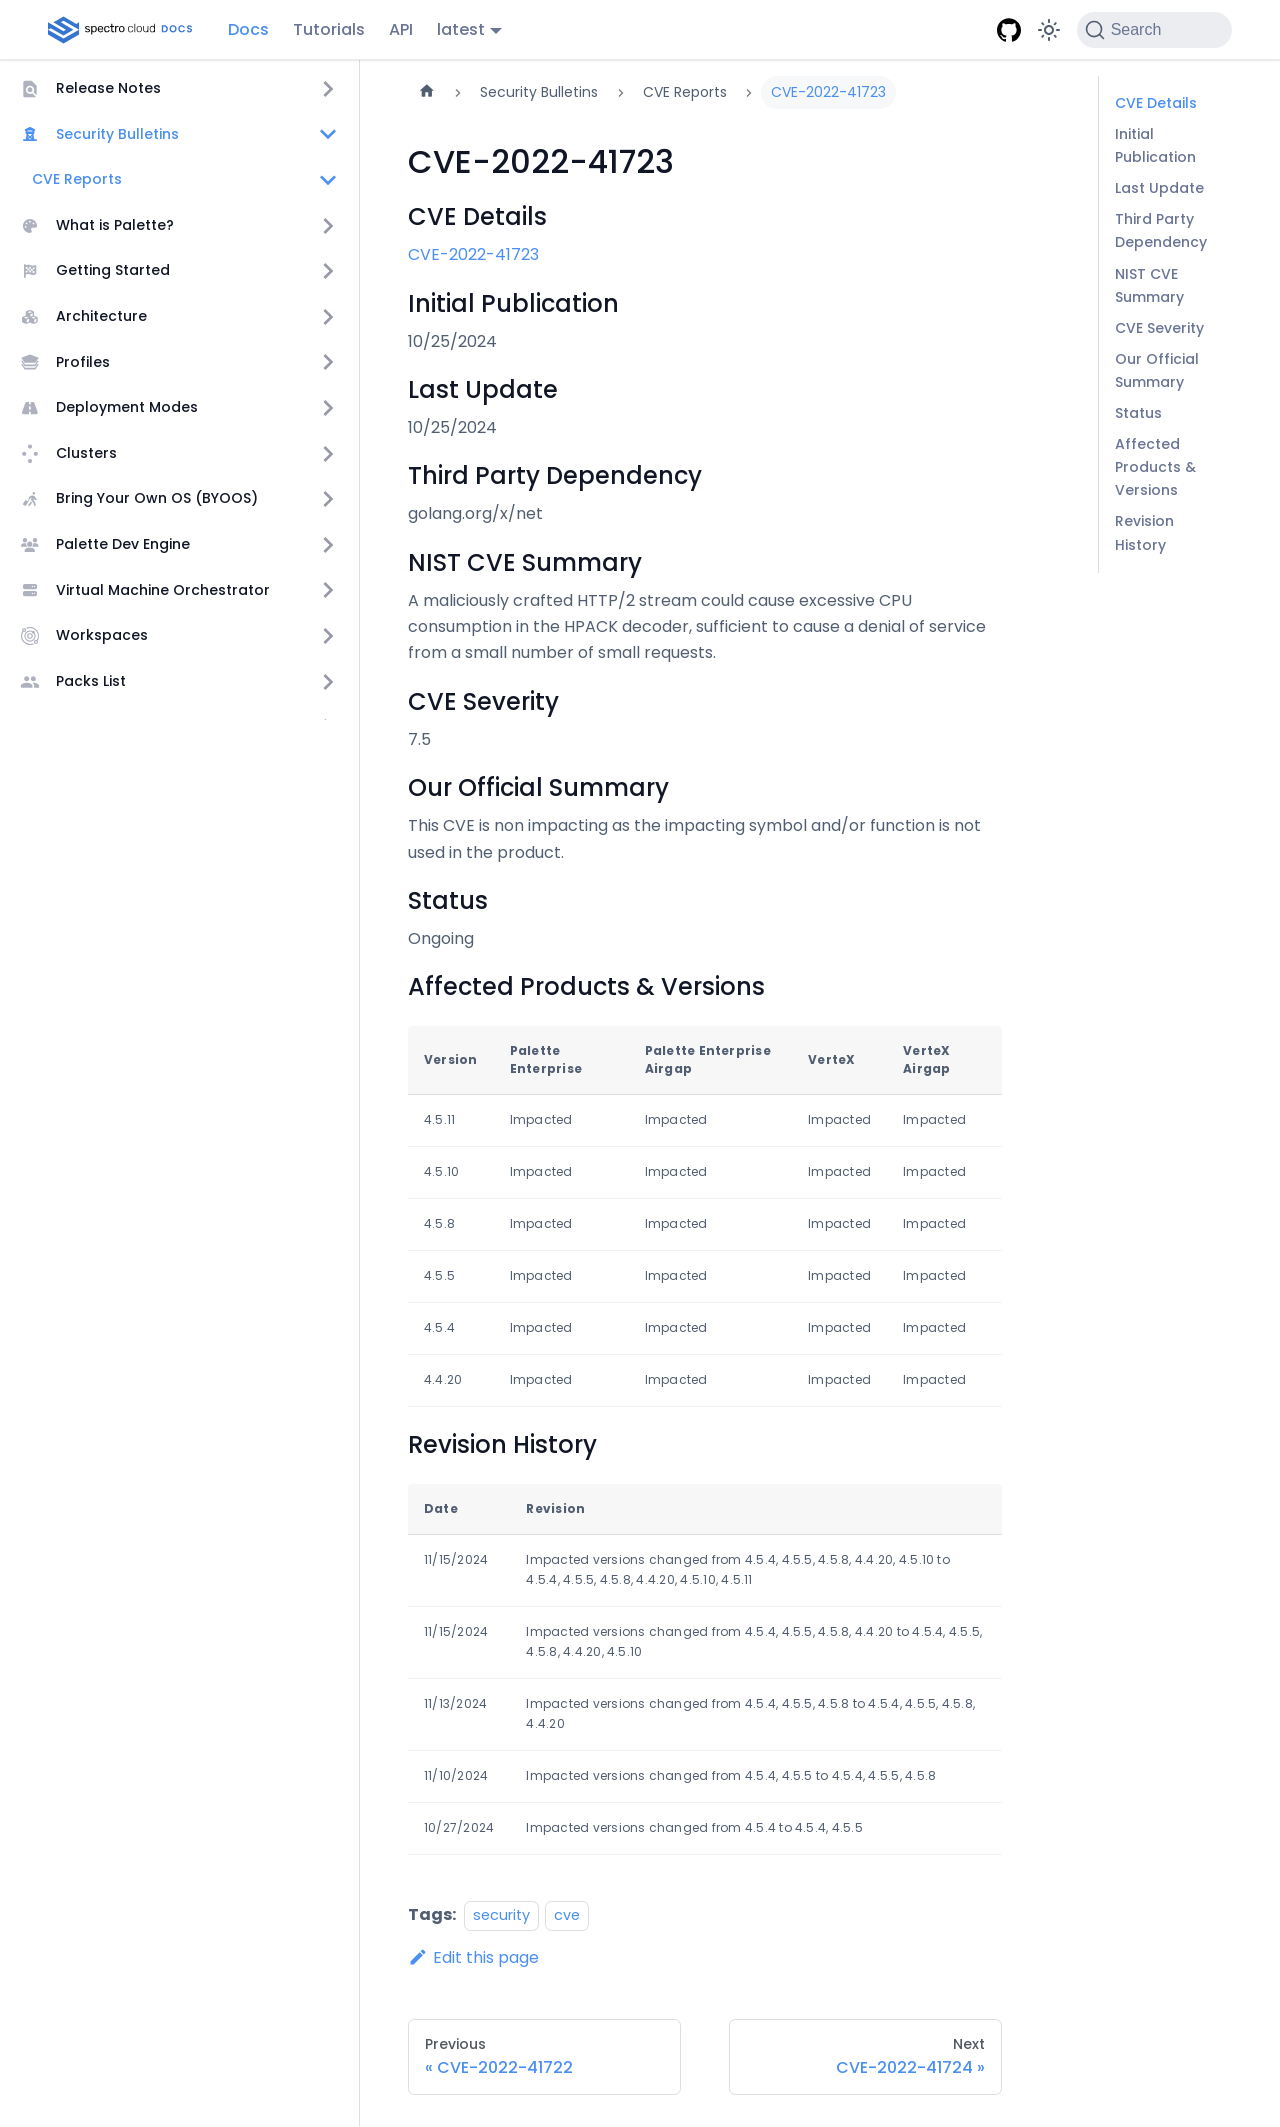 spectro cloud DOCS Docs Tutorials API latest Search
Release Notes
Security Bulletins
CVE Reports
What is Palette?
Getting Started
Architecture
Profiles
Deployment Modes
Clusters
Bring Your Own OS (BYOOS)
Palette Dev Engine
Virtual Machine Orchestrator
Workspaces
Packs List
Security Bulletins CVE Reports CVE-2022-41723
CVE-2022-41723
CVE Details
CVE-2022-41723
Initial Publication
10/25/2024
Last Update
10/25/2024
Third Party Dependency
golang.org/x/net
NIST CVE Summary
A maliciously crafted HTTP/2 stream could cause excessive CPU
consumption in the HPACK decoder, sufficient to cause a denial of service
from a small number of small requests.
CVE Severity
7.5
Our Official Summary
This CVE is non impacting as the impacting symbol and/or function is not
used in the product.
Status
Ongoing
Affected Products & Versions
Version Palette Enterprise Palette Enterprise Airgap VerteX VerteX Airgap
4.5.11 Impacted Impacted Impacted Impacted
4.5.10 Impacted Impacted Impacted Impacted
4.5.8 Impacted Impacted Impacted Impacted
4.5.5 Impacted Impacted Impacted Impacted
4.5.4 Impacted Impacted Impacted Impacted
4.4.20 Impacted Impacted Impacted Impacted
Revision History
Date Revision
11/15/2024 Impacted versions changed from 4.5.4, 4.5.5, 4.5.8, 4.4.20, 4.5.10 to
4.5.4, 4.5.5, 4.5.8, 4.4.20, 4.5.10, 4.5.11
11/15/2024 Impacted versions changed from 4.5.4, 4.5.5, 4.5.8, 4.4.20 to 4.5.4, 4.5.5,
4.5.8, 4.4.20, 4.5.10
11/13/2024 Impacted versions changed from 4.5.4, 4.5.5, 4.5.8 to 4.5.4, 4.5.5, 4.5.8,
4.4.20
11/10/2024 Impacted versions changed from 4.5.4, 4.5.5 to 4.5.4, 4.5.5, 4.5.8
10/27/2024 Impacted versions changed from 4.5.4 to 4.5.4, 4.5.5
Tags: security cve
Edit this page
Previous
« CVE-2022-41722
Next
CVE-2022-41724 »
CVE Details
Initial
Publication
Last Update
Third Party
Dependency
NIST CVE
Summary
CVE Severity
Our Official
Summary
Status
Affected
Products &
Versions
Revision
History